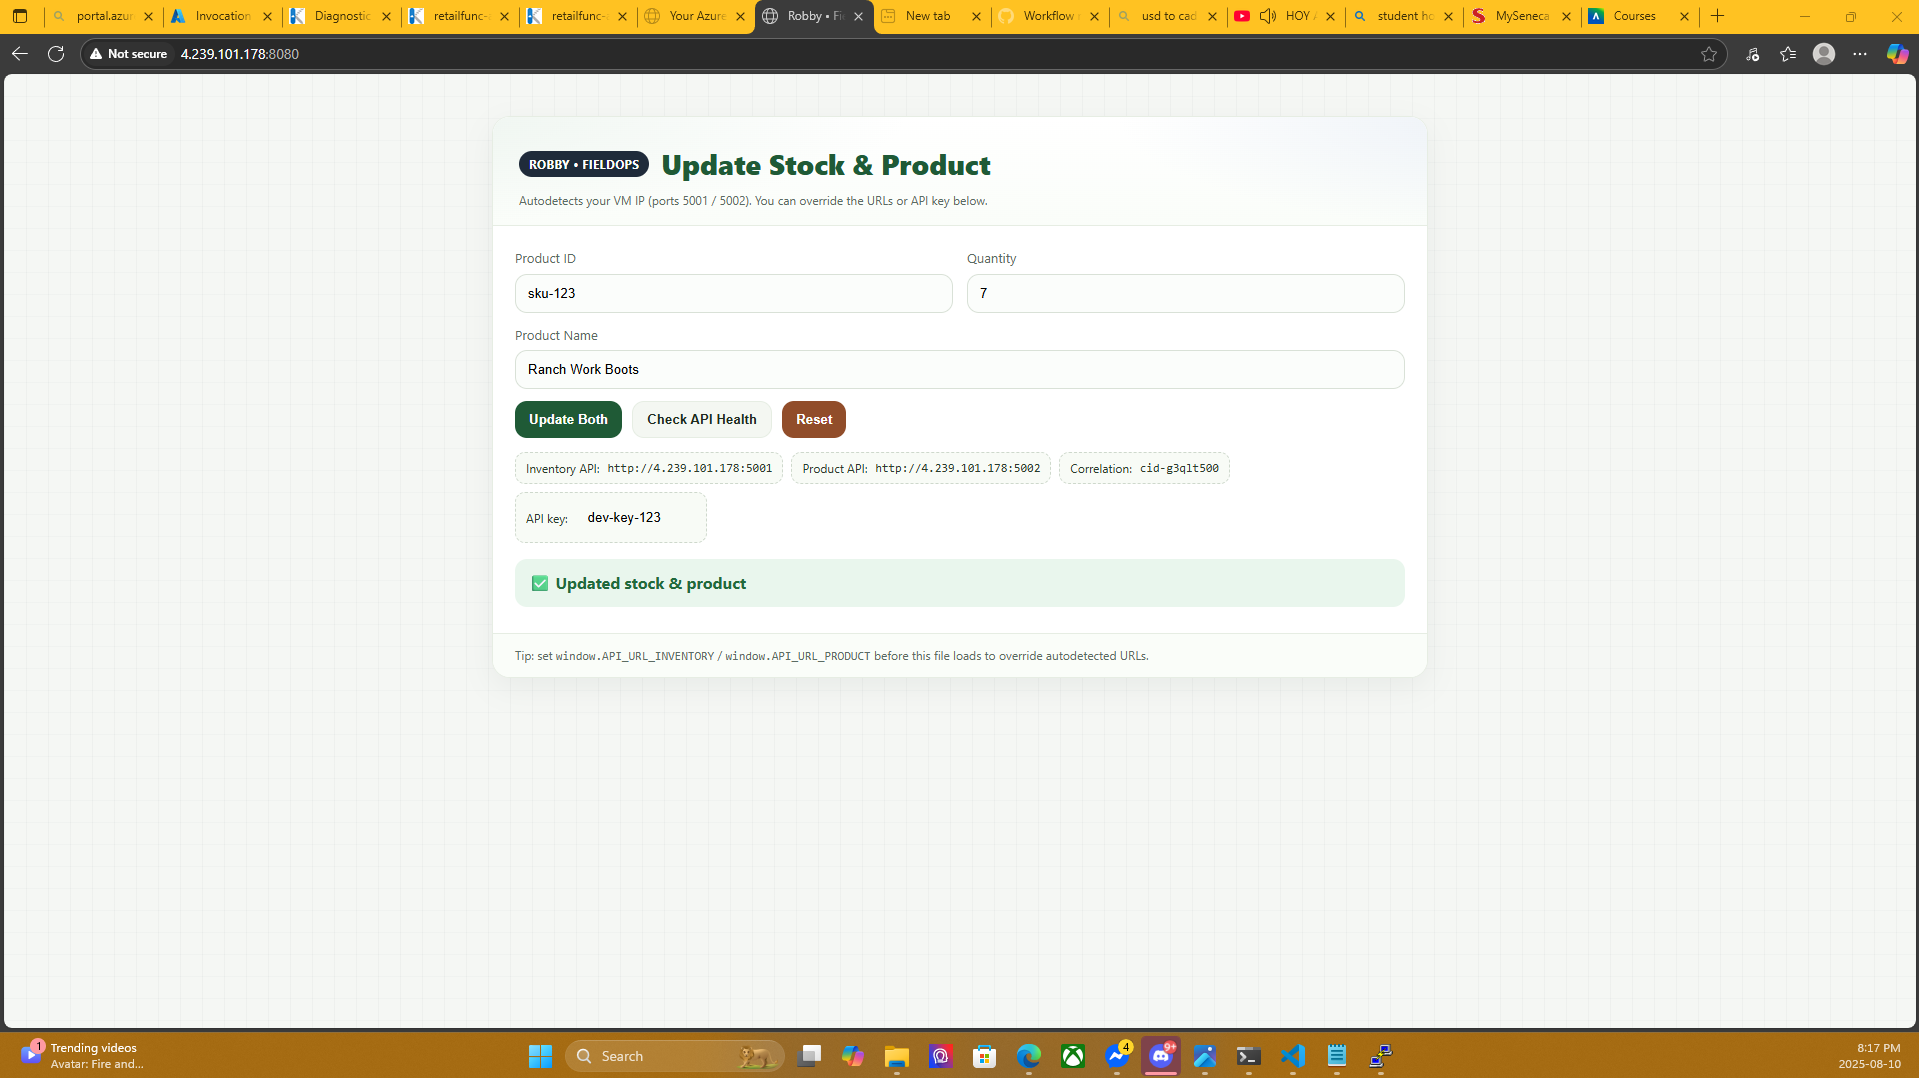 portal.azur
Invocation
Diagnostic
retailfunc-
retailfunc-
Your Azure
Robby • Fi
New tab
Workflow
usd to cad
HOY
student ho
MySeneca
Courses
Not secure
4.239.101.178:8080
ROBBY • FIELDOPS
Update Stock & Product
Autodetects your VM IP (ports 5001 / 5002). You can override the URLs or API key below.
Product ID
Quantity
sku-123
7
Product Name
Ranch Work Boots
Update Both
Check API Health
Reset
Inventory API: http://4.239.101.178:5001
Product API: http://4.239.101.178:5002
Correlation: cid-g3qlt500
API key: dev-key-123
✅ Updated stock & product
Tip: set window.API_URL_INVENTORY / window.API_URL_PRODUCT before this file loads to override autodetected URLs.
1
Trending videos
Avatar: Fire and...
Search
4
9+
8:17 PM
2025-08-10